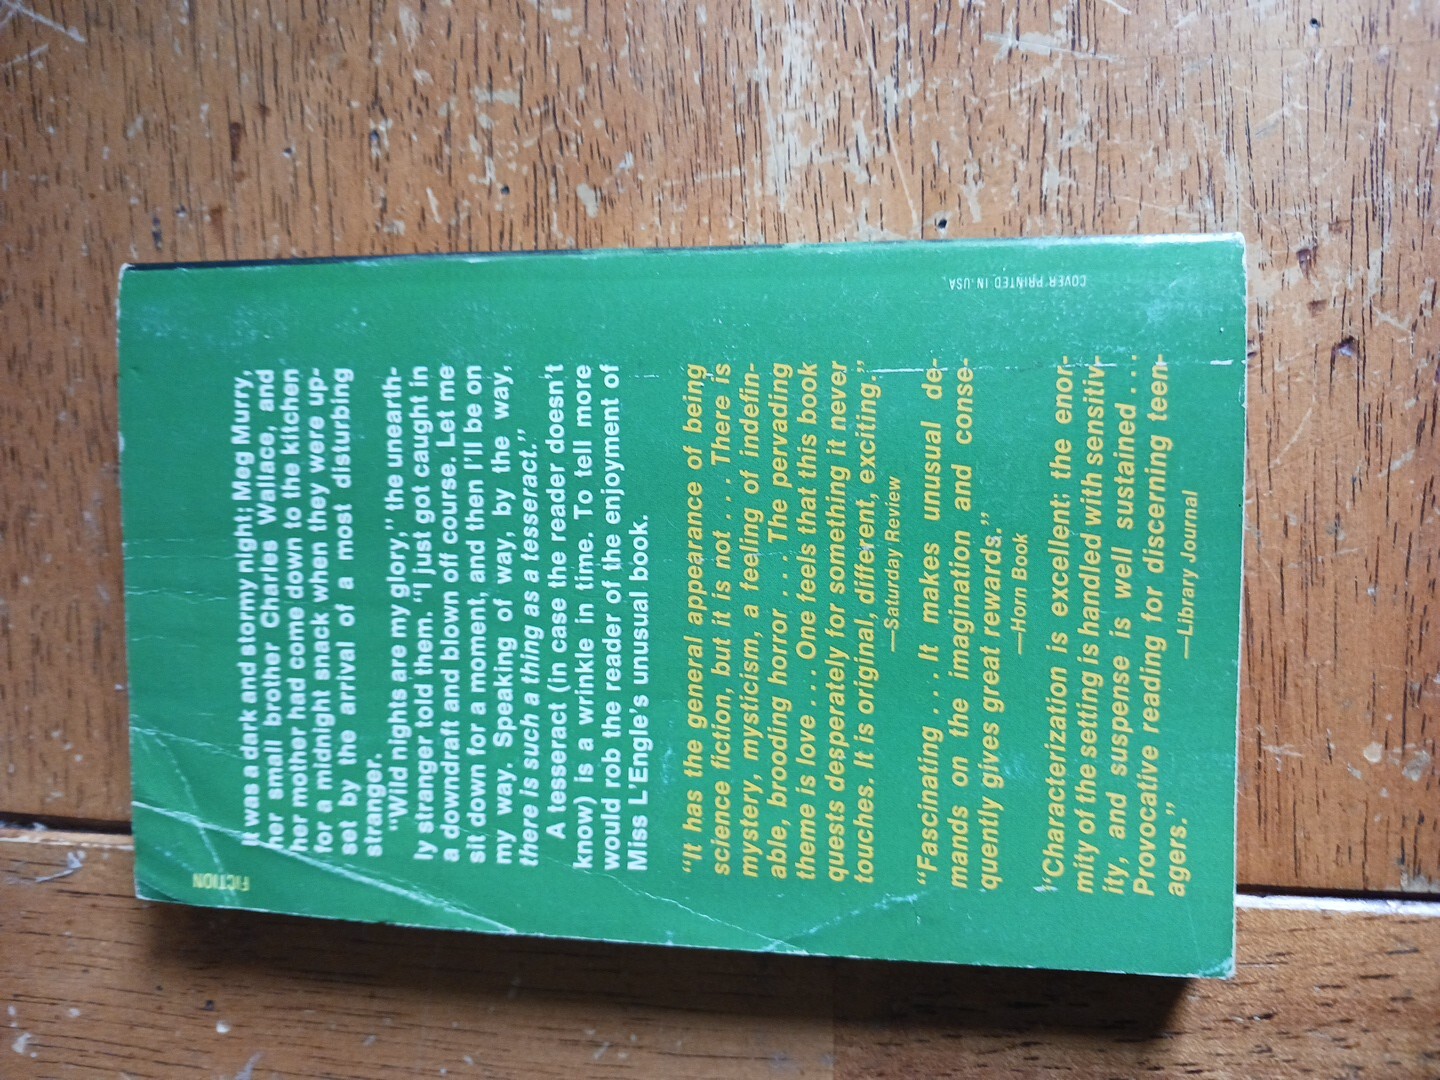 FICTION
It was a dark and stormy night; Meg Murry,
her small brother Charles Wallace, and
her mother had come down to the kitchen
for a midnight snack when they were up-
set by the arrival of a most disturbing
stranger.
"Wild nights are my glory," the unearth-
ly stranger told them. "I just got caught in
a downdraft and blown off course. Let me
sit down for a moment, and then I'll be on
my way. Speaking of way, by the way,
there is such a thing as a tesseract."
A tesseract (in case the reader doesn't
know) is a wrinkle in time. To tell more
would rob the reader of the enjoyment of
Miss L'Engle's unusual book.
"It has the general appearance of being
science fiction, but it is not . . . There is
mystery, mysticism, a feeling of indefin-
able, brooding horror . . . The pervading
theme is love . . . One feels that this book
quests desperately for something it never
touches. It is original, different, exciting."
—Saturday Review
"Fascinating . . . It makes unusual de-
mands on the imagination and conse-
quently gives great rewards."
—Horn Book
"Characterization is excellent; the enor-
mity of the setting is handled with sensitiv-
ity, and suspense is well sustained . . .
Provocative reading for discerning teen-
agers."
—Library Journal
COVER PRINTED IN USA